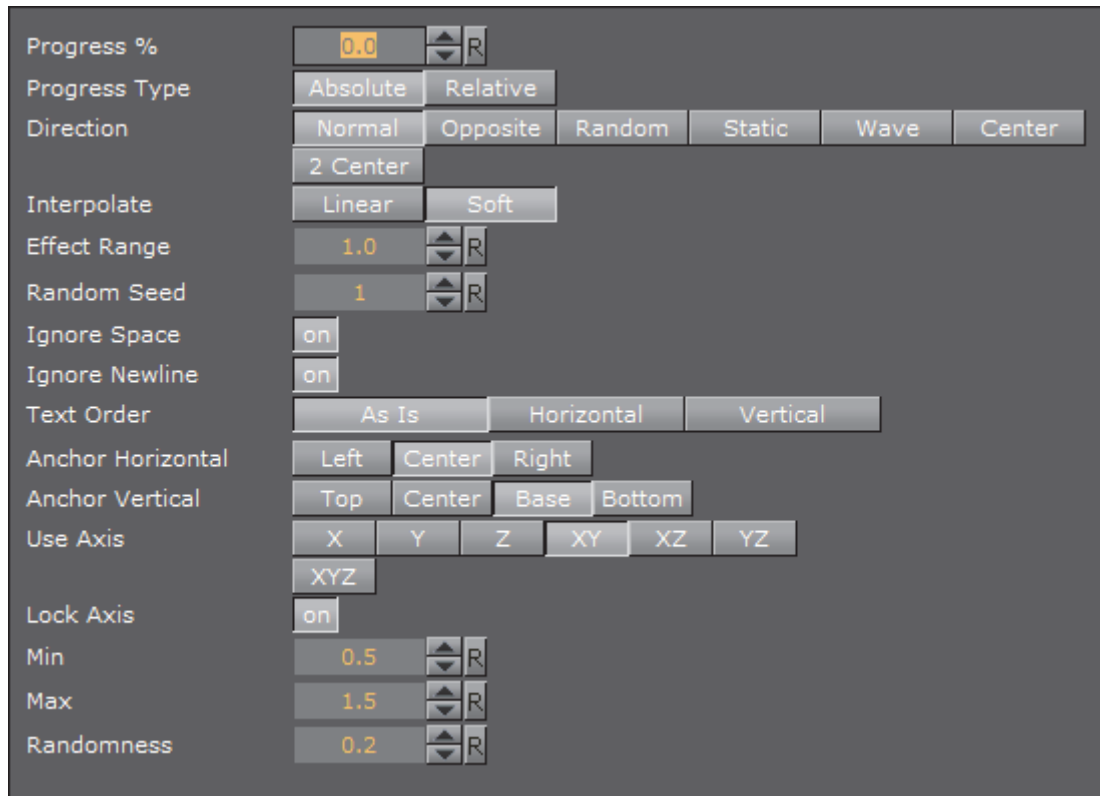 Progress % 0.0 R
Progress Type Absolute Relative
Direction Normal Opposite Random Static Wave Center
2 Center
Interpolate Linear Soft
Effect Range 1.0 R
Random Seed 1 R
Ignore Space on
Ignore Newline on
Text Order As Is Horizontal Vertical
Anchor Horizontal Left Center Right
Anchor Vertical Top Center Base Bottom
Use Axis X Y Z XY XZ YZ
XYZ
Lock Axis on
Min 0.5 R
Max 1.5 R
Randomness 0.2 R